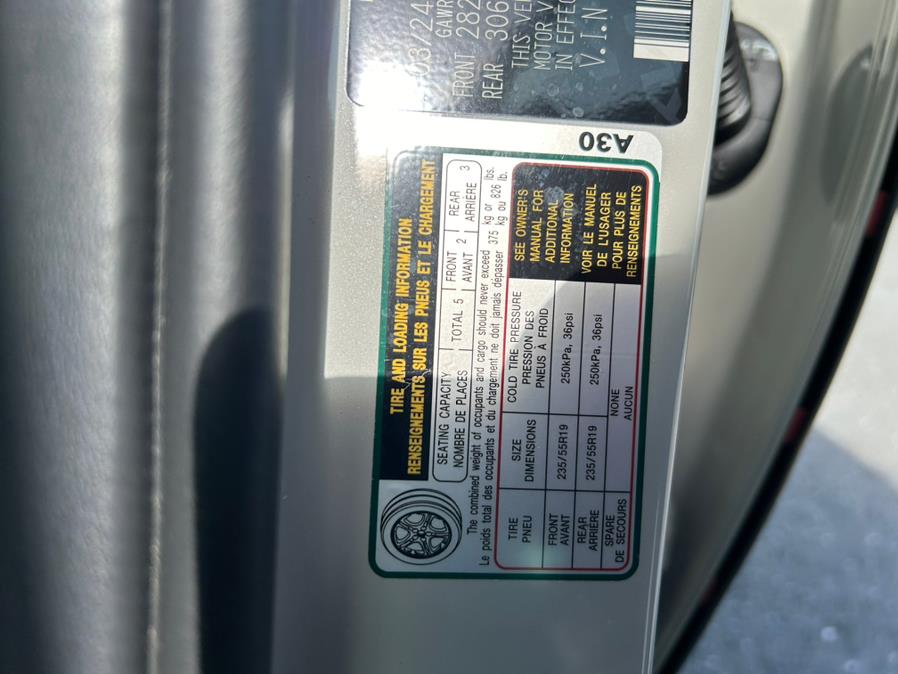 03/24
GAWR
FRONT 282
REAR 306
THIS VEH
MOTOR V
IN EFFEC
V.I.N
A30
TIRE AND LOADING INFORMATION
RENSEIGNEMENTS SUR LES PNEUS ET LE CHARGEMENT
SEATING CAPACITY TOTAL 5 FRONT 2 REAR 3
NOMBRE DE PLACES AVANT ARRIÈRE
The combined weight of occupants and cargo should never exceed 375 kg or 826 lbs.
Le poids total des occupants et du chargement ne doit jamais dépasser 375 kg ou 826 lb.
TIRE SIZE COLD TIRE PRESSURE
PNEU DIMENSIONS PRESSION DES
PNEUS À FROID
FRONT
AVANT 235/55R19 250kPa, 36psi
REAR
ARRIÈRE 235/55R19 250kPa, 36psi
SPARE NONE
DE SECOURS AUCUN
SEE OWNER'S
MANUAL FOR
ADDITIONAL
INFORMATION
VOIR LE MANUEL
DE L'USAGER
POUR PLUS DE
RENSEIGNEMENTS